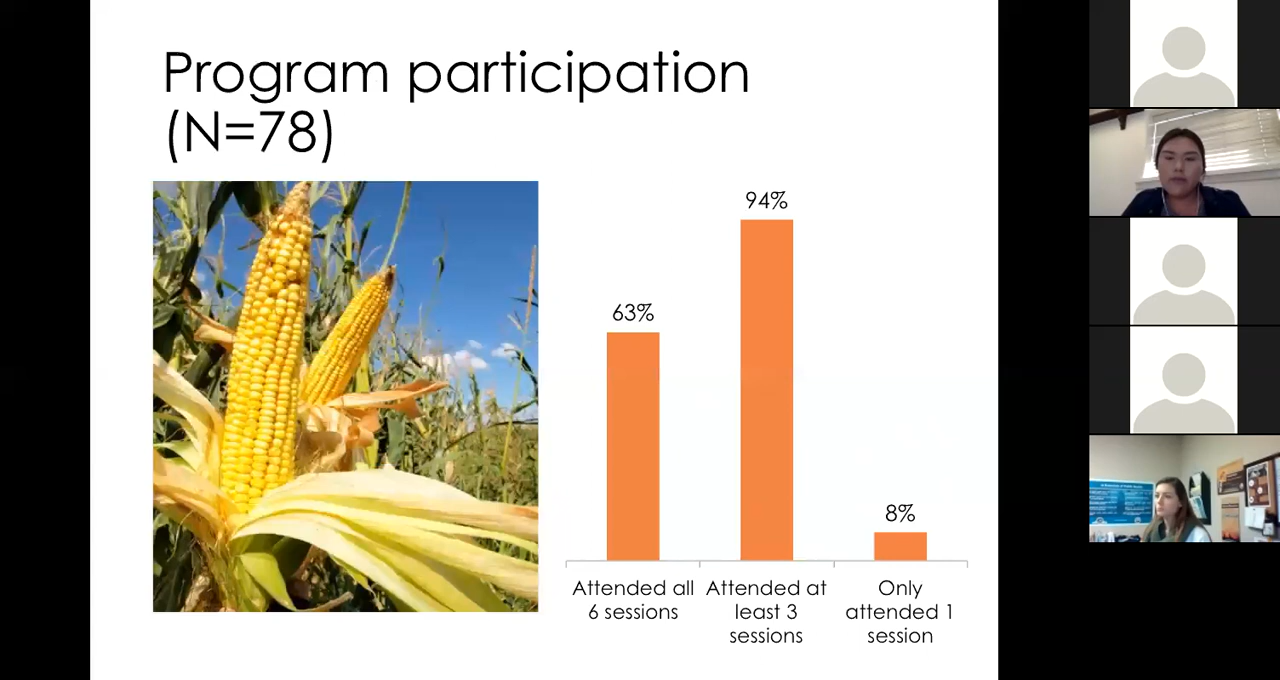 Program participation
(N=78)
94%
63%
8%
Attended all
6 sessions
Attended at
least 3
sessions
Only
attended 1
session